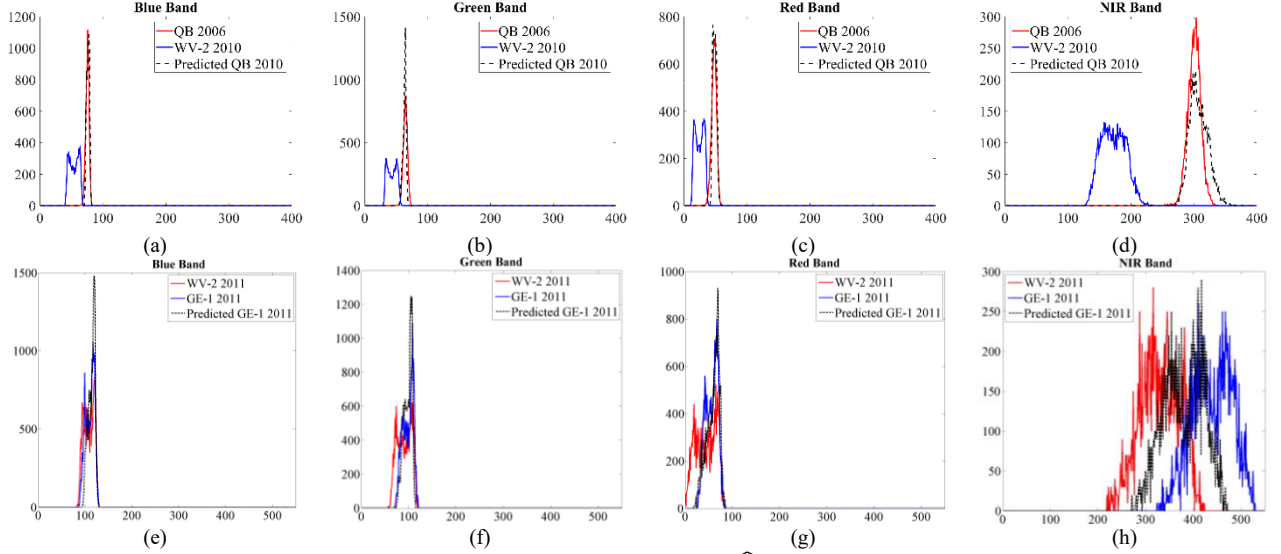 Blue Band
1200
1000
800
600
400
200
0
0 100 200 300 400
QB 2006
WV-2 2010
Predicted QB 2010
(a)
Green Band
1500
1000
500
0
0 100 200 300 400
QB 2006
WV-2 2010
Predicted QB 2010
(b)
Red Band
800
600
400
200
0
0 100 200 300 400
QB 2006
WV-2 2010
Predicted QB 2010
(c)
NIR Band
300
250
200
150
100
50
0
0 100 200 300 400
QB 2006
WV-2 2010
Predicted QB 2010
(d)
Blue Band
1500
1000
500
0
0 100 200 300 400 500
WV-2 2011
GE-1 2011
Predicted GE-1 2011
(e)
Green Band
1400
1200
1000
800
600
400
200
0
0 100 200 300 400 500
WV-2 2011
GE-1 2011
Predicted GE-1 2011
(f)
Red Band
1000
800
600
400
200
0
0 100 200 300 400 500
WV-2 2011
GE-1 2011
Predicted GE-1 2011
(g)
NIR Band
300
250
200
150
100
50
0
0 100 200 300 400 500
WV-2 2011
GE-1 2011
Predicted GE-1 2011
(h)